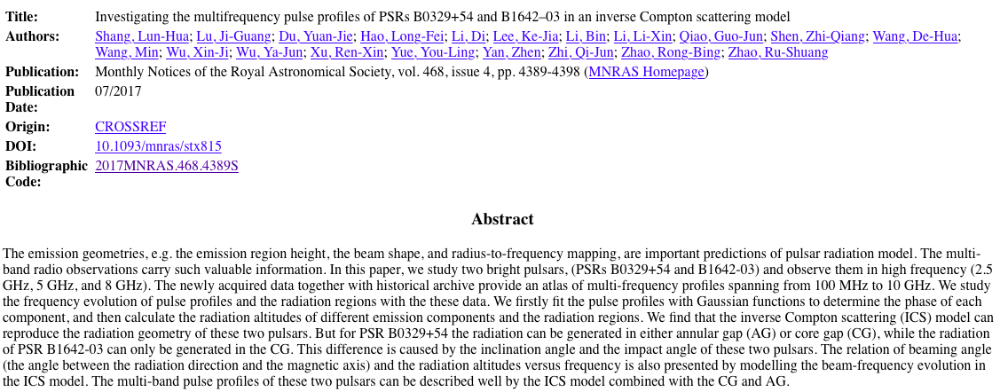 Title: Investigating the multifrequency pulse profiles of PSRs B0329+54 and B1642–03 in an inverse Compton scattering model
Authors: Shang, Lun-Hua; Lu, Ji-Guang; Du, Yuan-Jie; Hao, Long-Fei; Li, Di; Lee, Ke-Jia; Li, Bin; Li, Li-Xin; Qiao, Guo-Jun; Shen, Zhi-Qiang; Wang, De-Hua;
Wang, Min; Wu, Xin-Ji; Wu, Ya-Jun; Xu, Ren-Xin; Yue, You-Ling; Yan, Zhen; Zhi, Qi-Jun; Zhao, Rong-Bing; Zhao, Ru-Shuang
Publication: Monthly Notices of the Royal Astronomical Society, vol. 468, issue 4, pp. 4389-4398 (MNRAS Homepage)
Publication 07/2017
Date:
Origin: CROSSREF
DOI: 10.1093/mnras/stx815
Bibliographic 2017MNRAS.468.4389S
Code:
Abstract
The emission geometries, e.g. the emission region height, the beam shape, and radius-to-frequency mapping, are important predictions of pulsar radiation model. The multi-
band radio observations carry such valuable information. In this paper, we study two bright pulsars, (PSRs B0329+54 and B1642-03) and observe them in high frequency (2.5
GHz, 5 GHz, and 8 GHz). The newly acquired data together with historical archive provide an atlas of multi-frequency profiles spanning from 100 MHz to 10 GHz. We study
the frequency evolution of pulse profiles and the radiation regions with the these data. We firstly fit the pulse profiles with Gaussian functions to determine the phase of each
component, and then calculate the radiation altitudes of different emission components and the radiation regions. We find that the inverse Compton scattering (ICS) model can
reproduce the radiation geometry of these two pulsars. But for PSR B0329+54 the radiation can be generated in either annular gap (AG) or core gap (CG), while the radiation
of PSR B1642-03 can only be generated in the CG. This difference is caused by the inclination angle and the impact angle of these two pulsars. The relation of beaming angle
(the angle between the radiation direction and the magnetic axis) and the radiation altitudes versus frequency is also presented by modelling the beam-frequency evolution in
the ICS model. The multi-band pulse profiles of these two pulsars can be described well by the ICS model combined with the CG and AG.